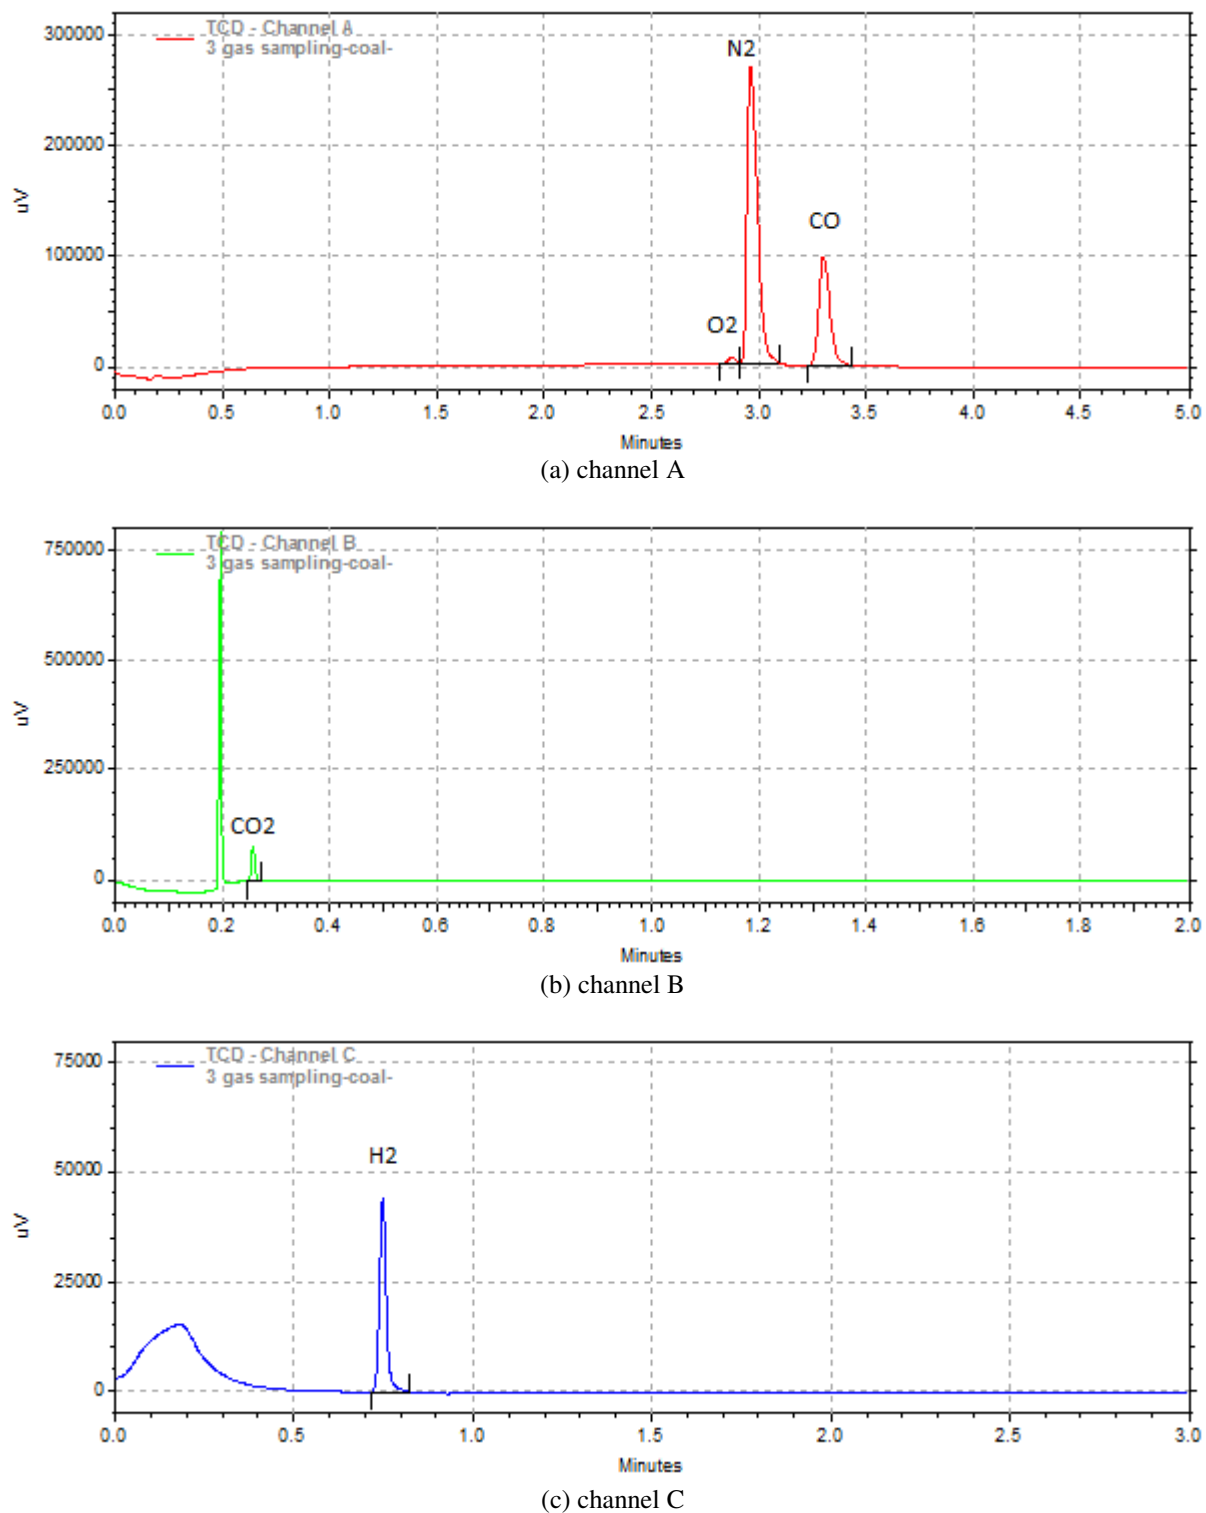 TCD - Channel A
3 gas sampling-coal-
300000
200000
100000
0
uV
N2
CO
O2
0.0 0.5 1.0 1.5 2.0 2.5 3.0 3.5 4.0 4.5 5.0
Minutes
(a) channel A
TCD - Channel B
3 gas sampling-coal-
750000
500000
250000
0
uV
CO2
0.0 0.2 0.4 0.6 0.8 1.0 1.2 1.4 1.6 1.8 2.0
Minutes
(b) channel B
TCD - Channel C
3 gas sampling-coal-
75000
50000
25000
0
uV
H2
0.0 0.5 1.0 1.5 2.0 2.5 3.0
Minutes
(c) channel C